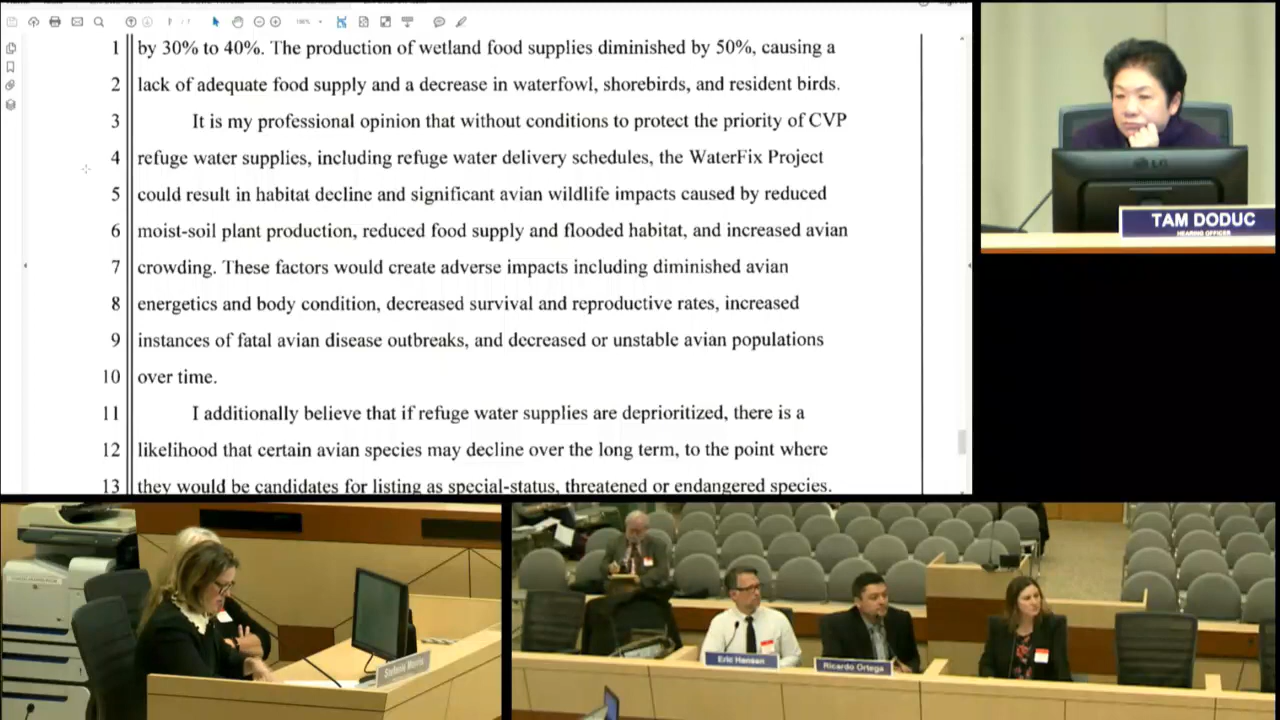 1 by 30% to 40%. The production of wetland food supplies diminished by 50%, causing a
2 lack of adequate food supply and a decrease in waterfowl, shorebirds, and resident birds.
3 It is my professional opinion that without conditions to protect the priority of CVP
4 refuge water supplies, including refuge water delivery schedules, the WaterFix Project
5 could result in habitat decline and significant avian wildlife impacts caused by reduced
6 moist-soil plant production, reduced food supply and flooded habitat, and increased avian
7 crowding. These factors would create adverse impacts including diminished avian
8 energetics and body condition, decreased survival and reproductive rates, increased
9 instances of fatal avian disease outbreaks, and decreased or unstable avian populations
10 over time.
11 I additionally believe that if refuge water supplies are deprioritized, there is a
12 likelihood that certain avian species may decline over the long term, to the point where
13 they would be candidates for listing as special-status, threatened or endangered species.
LG
TAM DODUC
HEARING OFFICER
Eric Hansen
Ricardo Ortega